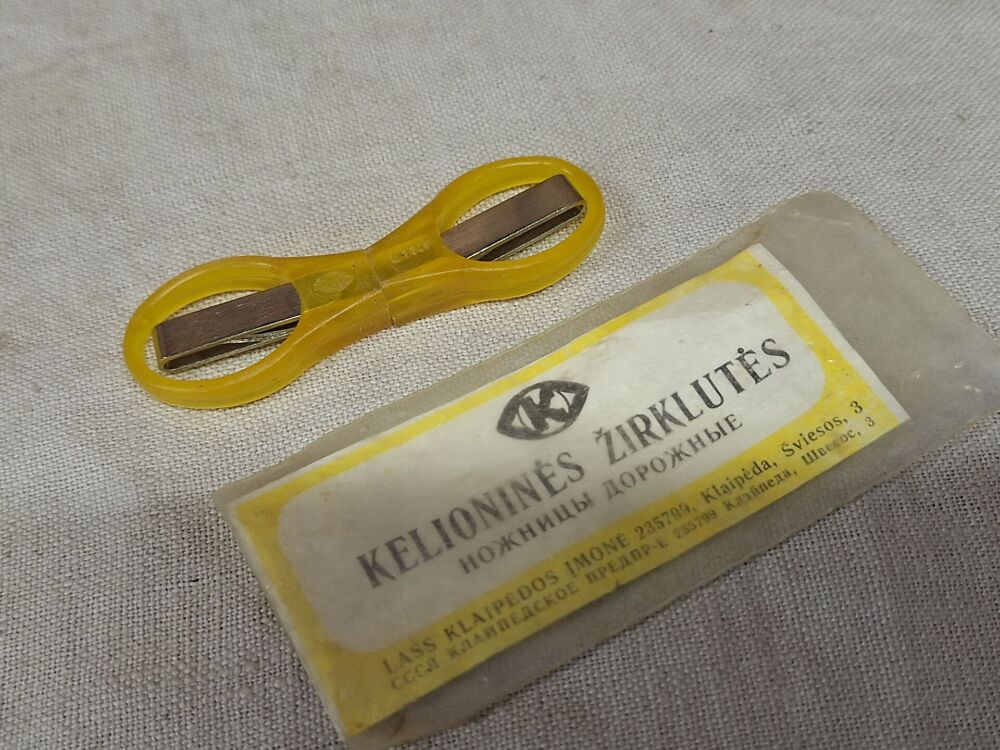 K
KELIONINĖS ŽIRKLUTĖS
НОЖНИЦЫ ДОРОЖНЫЕ
LASS KLAIPĖDOS ĮMONĖ 235799, Klaipėda, Šviesos, 3
СССЛ КЛАЙПЕДСКОЕ ПРЕДПР-Е 235799 Клайпеда, Швесос, 3